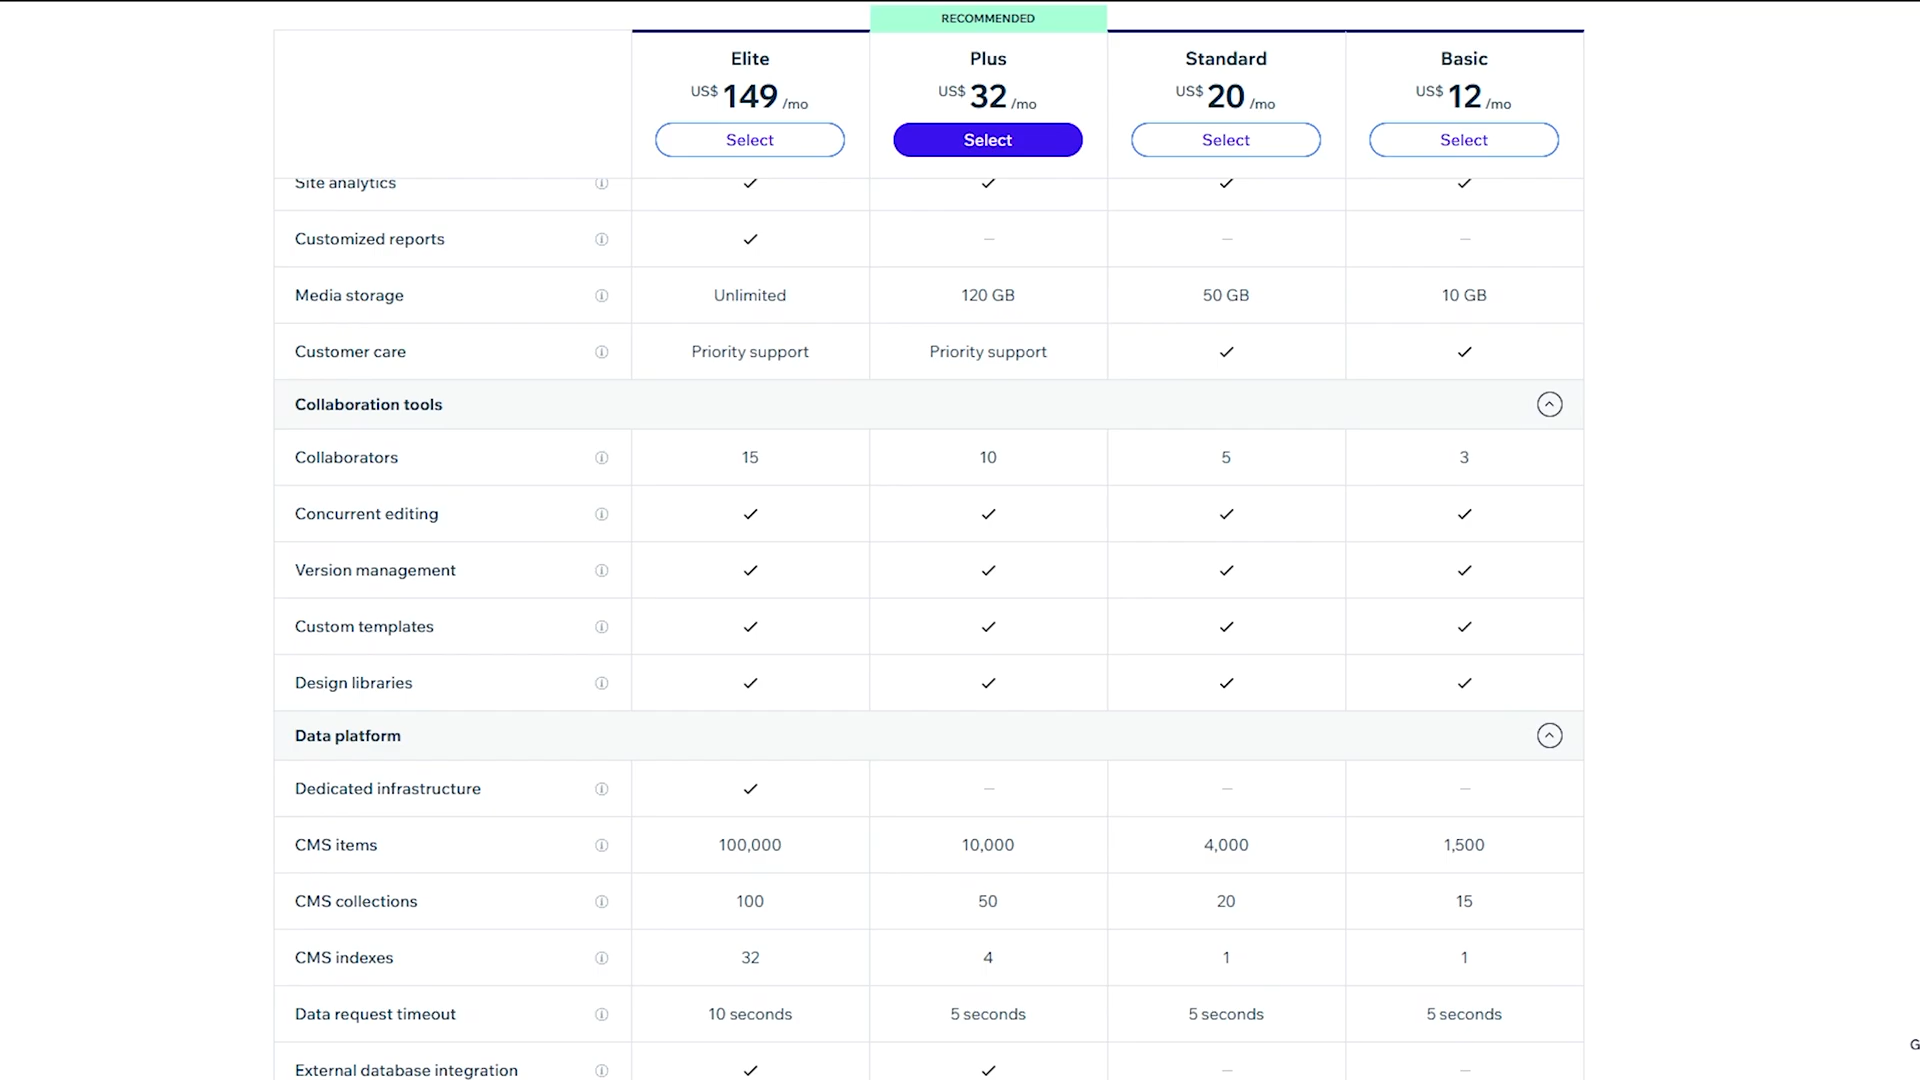 RECOMMENDED
Elite Plus Standard Basic
US$ 149 /mo US$ 32 /mo US$ 20 /mo US$ 12 /mo
Select Select Select Select
Site analytics ✓ ✓ ✓ ✓
Customized reports ✓ – – –
Media storage Unlimited 120 GB 50 GB 10 GB
Customer care Priority support Priority support ✓ ✓
Collaboration tools
Collaborators 15 10 5 3
Concurrent editing ✓ ✓ ✓ ✓
Version management ✓ ✓ ✓ ✓
Custom templates ✓ ✓ ✓ ✓
Design libraries ✓ ✓ ✓ ✓
Data platform
Dedicated infrastructure ✓ – – –
CMS items 100,000 10,000 4,000 1,500
CMS collections 100 50 20 15
CMS indexes 32 4 1 1
Data request timeout 10 seconds 5 seconds 5 seconds 5 seconds
G
External database integration ✓ ✓ – –